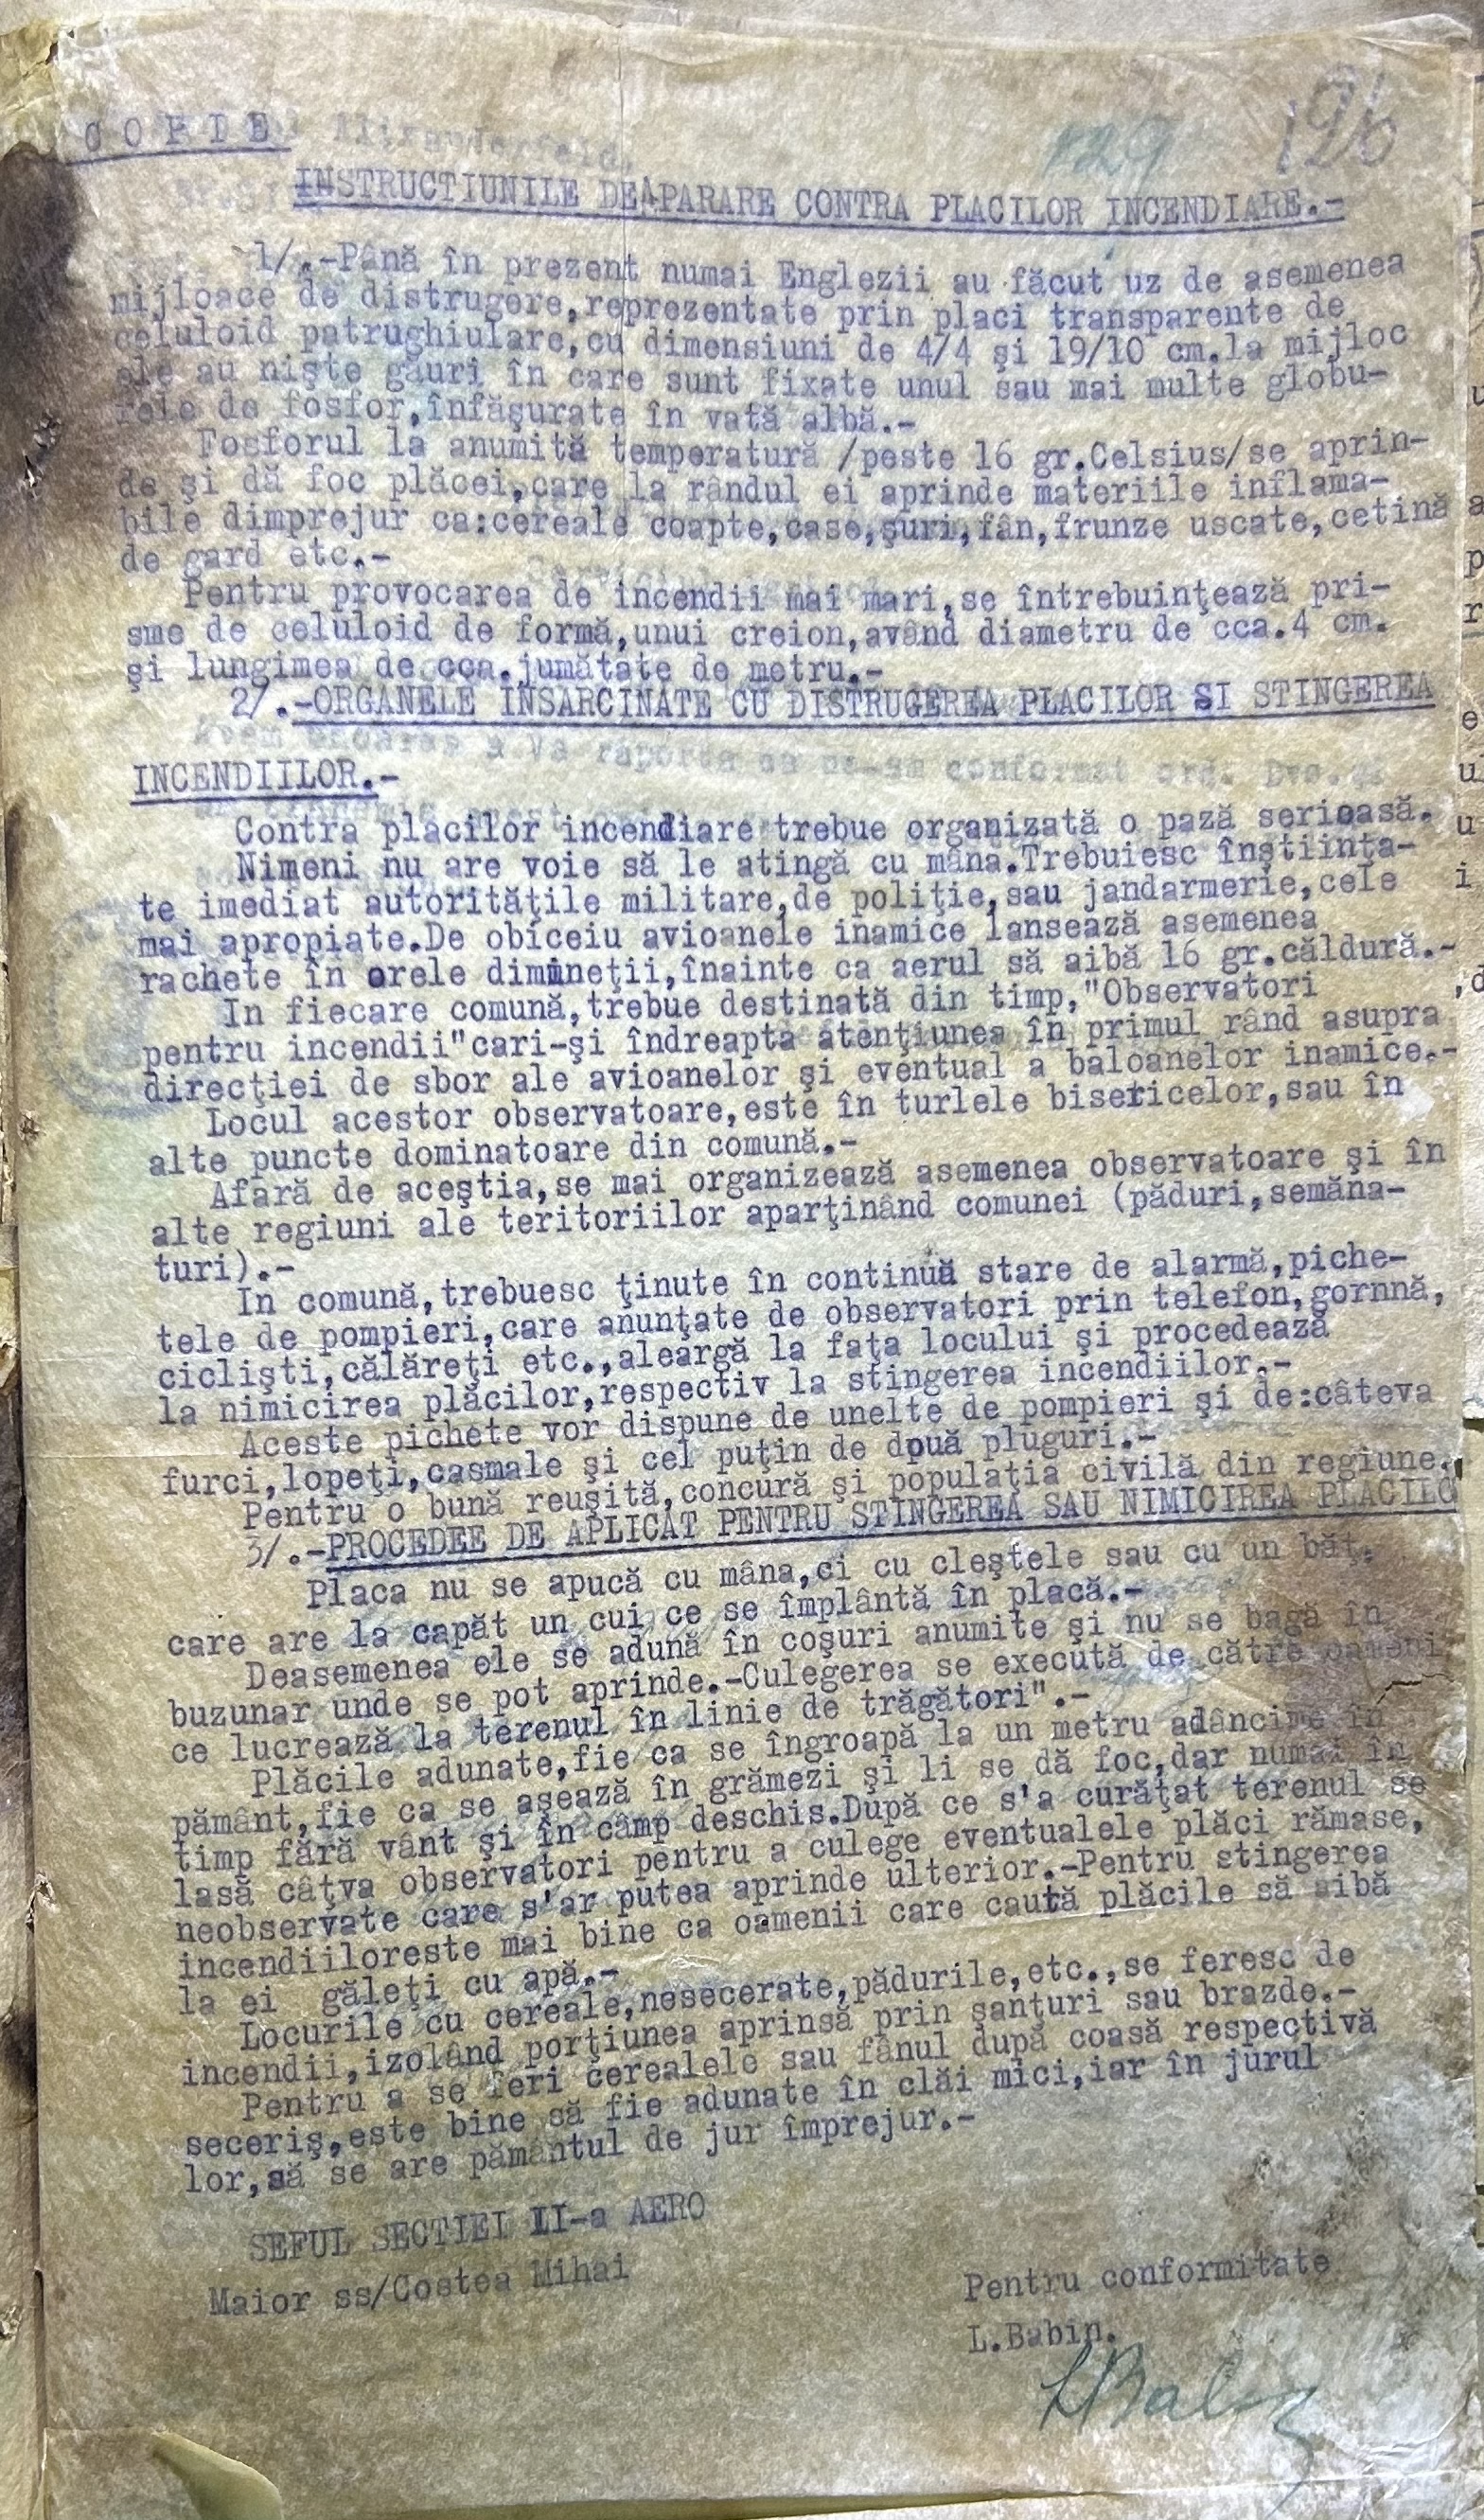 COPIE
129 196
INSTRUCTIUNILE DEAPARARE CONTRA PLACILOR INCENDIARE.-
1/.-Până în prezent numai Englezii au făcut uz de asemenea
mijloace de distrugere,reprezentate prin placi transparente de
celuloid patrughiulare,cu dimensiuni de 4/4 şi 19/10 cm.la mijloc
ele au nişte găuri în care sunt fixate unul sau mai multe globu-
rele de fosfor,înfăşurate în vată albă.-
Fosforul la anumită temperatură /peste 16 gr.Celsius/se aprin-
de şi dă foc plăcei,care la rândul ei aprinde materiile inflama-
bile dimprejur ca:cereale coapte,case,şuri,fân,frunze uscate,cetină
de gard etc.-
Pentru provocarea de incendii mai mari,se întrebuinţează pri-
sme de celuloid de formă,unui creion,având diametru de cca.4 cm.
şi lungimea de cca.jumătate de metru.-
2/.-ORGANELE INSARCINATE CU DISTRUGEREA PLACILOR SI STINGEREA
INCENDIILOR.-
Contra placilor incendiare trebue organizată o pază serioasă.
Nimeni nu are voie să le atingă cu mâna.Trebuiesc înştiinţa-
te imediat autorităţile militare,de poliţie,sau jandarmerie,cele
mai apropiate.De obiceiu avioanele inamice lansează asemenea
rachete în orele dimineţii,înainte ca aerul să aibă 16 gr.căldură.-
In fiecare comună,trebue destinată din timp,"Observatori
pentru incendii"cari-şi îndreapta atenţiunea în primul rând asupra
direcţiei de sbor ale avioanelor şi eventual a baloanelor inamice.-
Locul acestor observatoare,este în turlele bisericelor,sau în
alte puncte dominatoare din comună.-
Afară de aceştia,se mai organizează asemenea observatoare şi în
alte regiuni ale teritoriilor aparţinând comunei (păduri,semăna-
turi).-
In comună,trebuesc ţinute în continuă stare de alarmă,piche-
tele de pompieri,care anunţate de observatori prin telefon,gornnă,
ciclişti,călăreţi etc.,aleargă la faţa locului şi procedează
la nimicirea plăcilor,respectiv la stingerea incendiilor.-
Aceste pichete vor dispune de unelte de pompieri şi de:câteva
furci,lopeţi,casmale şi cel puţin de două pluguri.-
Pentru o bună reuşită,concură şi populaţia civilă din regiune.
3/.-PROCEDEE DE APLICAT PENTRU STINGEREA SAU NIMICIREA PLACILO
Placa nu se apucă cu mâna,ci cu cleştele sau cu un băţ,
care are la capăt un cui ce se împlântă în placă.-
Deasemenea ele se adună în coşuri anumite şi nu se bagă în
buzunar unde se pot aprinde.-Culegerea se execută de către oameni
ce lucrează la terenul în linie de trăgători".-
Plăcile adunate,fie ca se îngroapă la un metru adâncime în
pământ,fie ca se aşează în grămezi şi li se dă foc,dar numai în
timp fără vânt şi în câmp deschis.După ce s'a curăţat terenul se
lasă câţva observatori pentru a culege eventualele plăci rămase,
neobservate care s'ar putea aprinde ulterior.-Pentru stingerea
incendiiloreste mai bine ca oamenii care caută plăcile să aibă
la ei găleţi cu apă.-
Locurile cu cereale,nesecerate,pădurile,etc.,se feresc de
incendii,izolând porţiunea aprinsă prin şanţuri sau brazde.-
Pentru a se feri cerealele sau fânul după coasă respectivă
seceriş,este bine să fie adunate în clăi mici,iar în jurul
lor,să se are pământul de jur împrejur.-
SEFUL SECTIEI II-a AERO
Maior ss/Costea Mihai
Pentru conformitate
L.Babin.